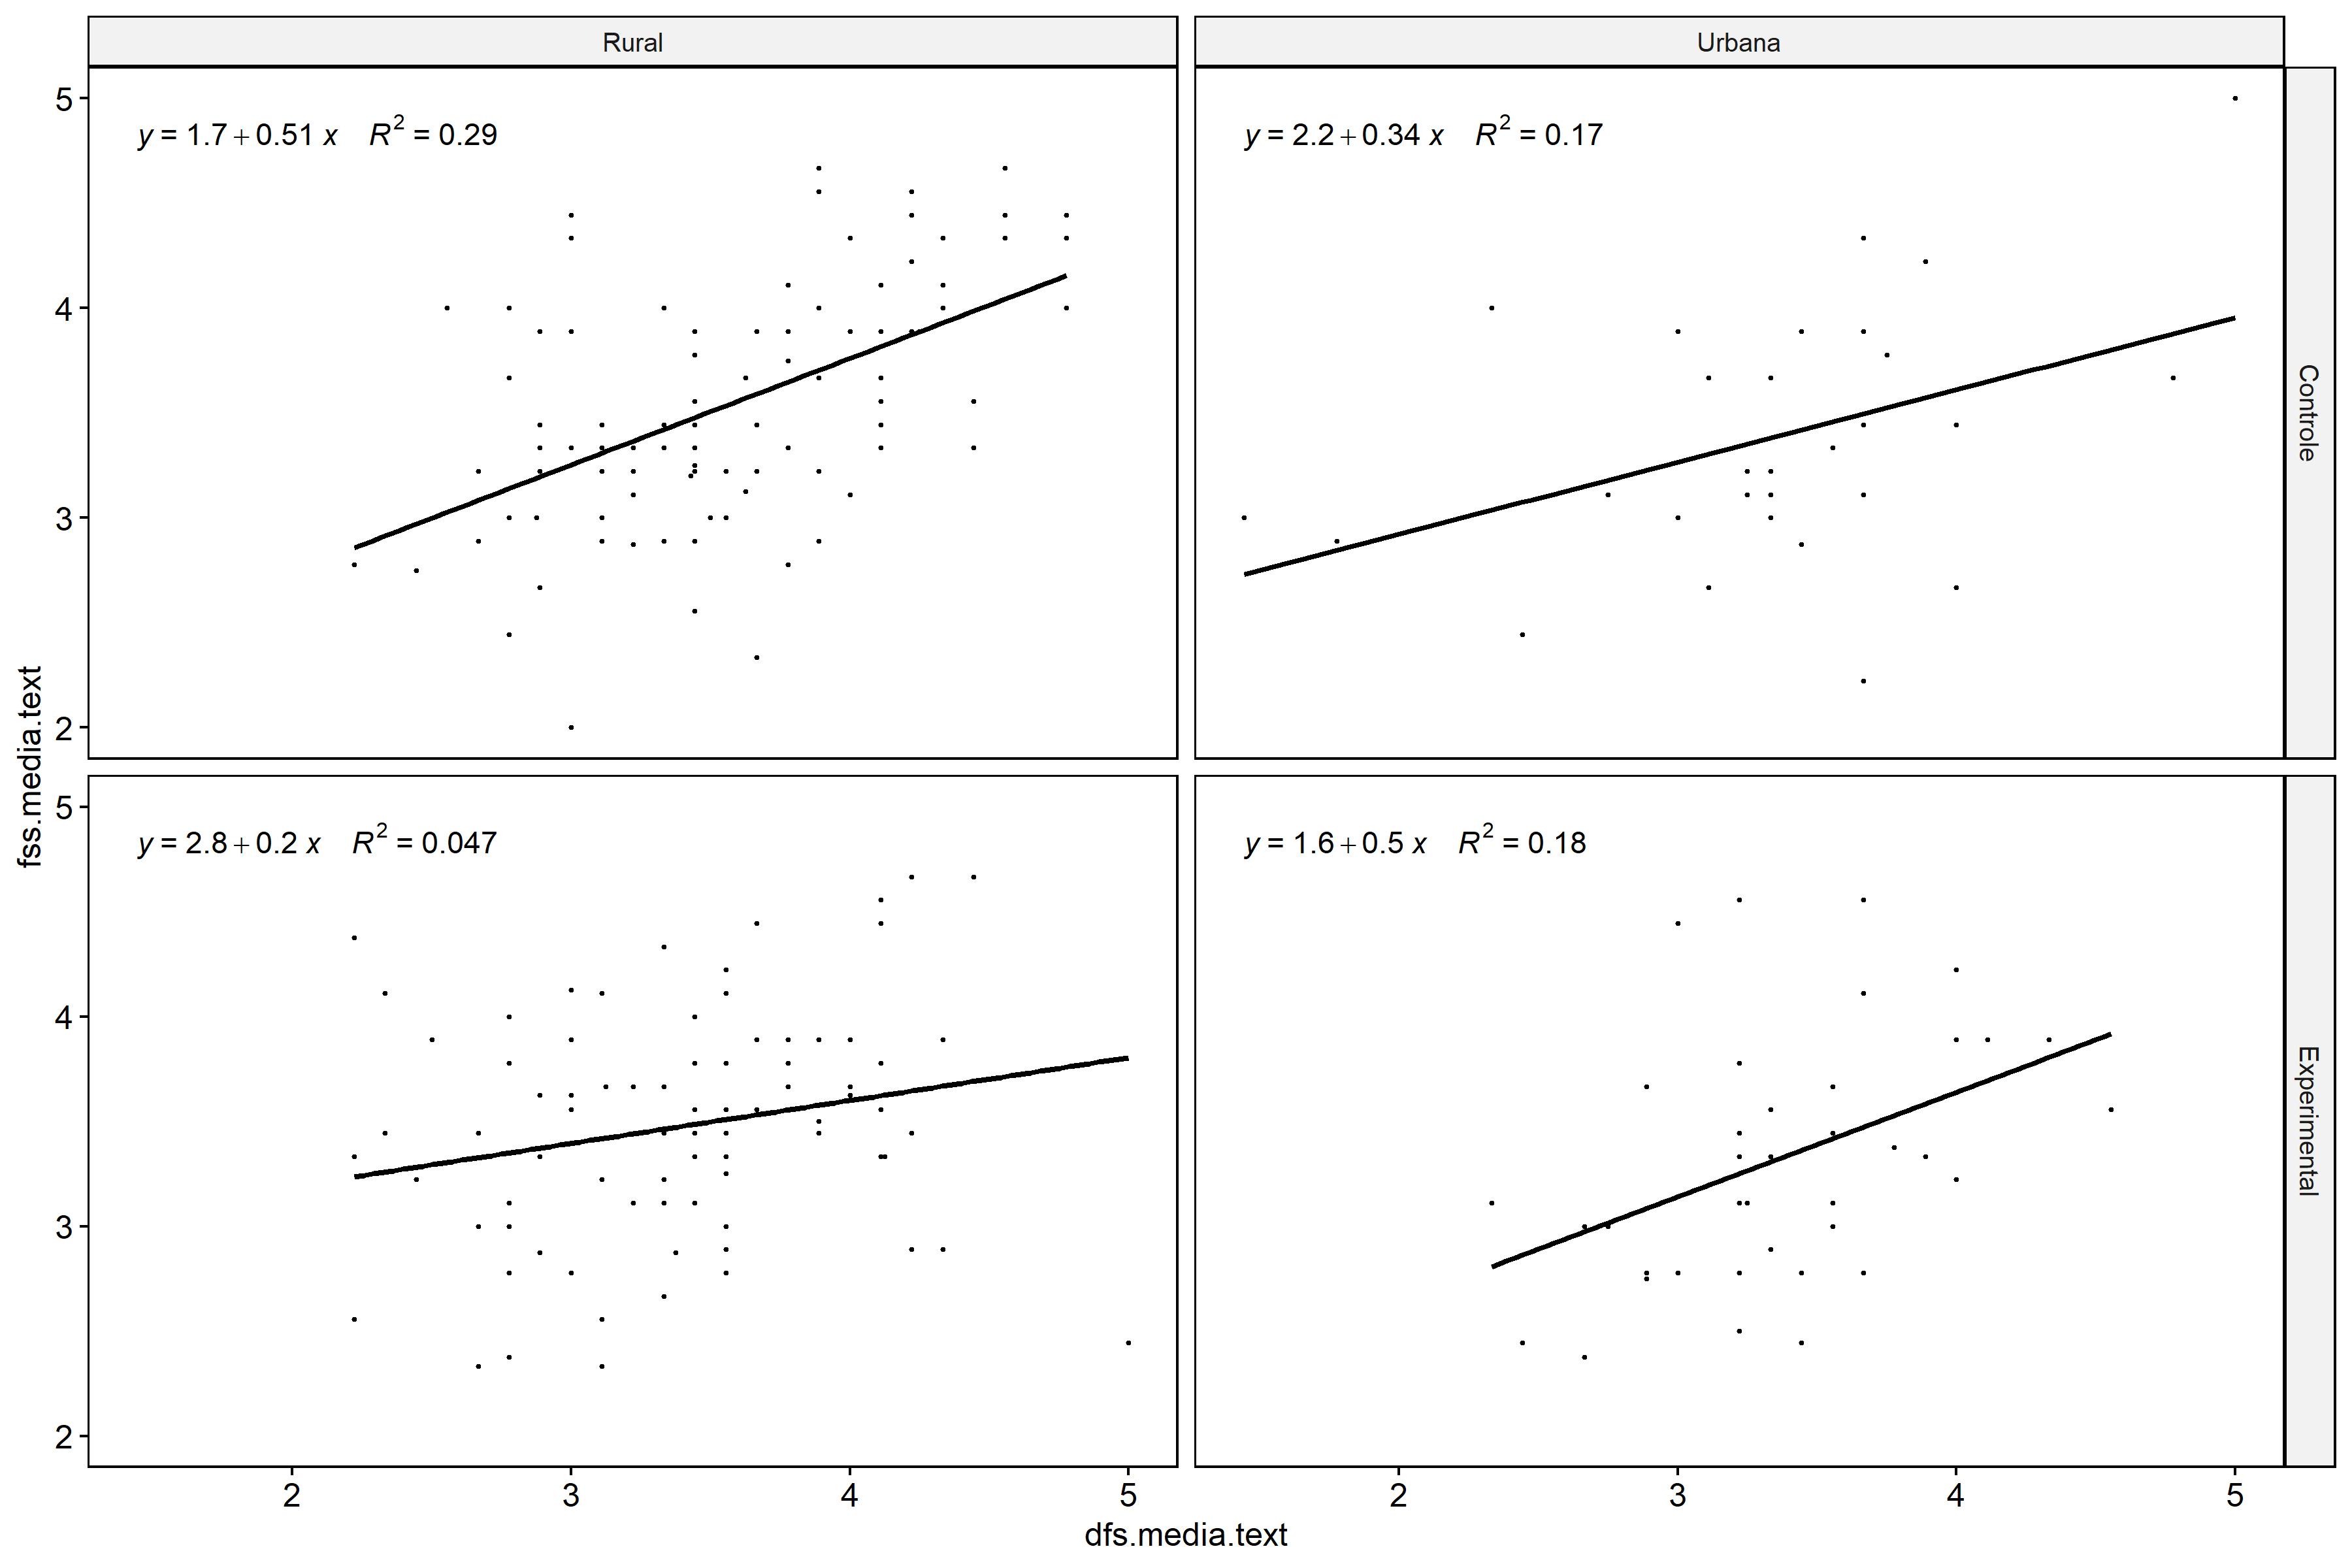 Rural
Urbana
5
y = 1.7 + 0.51 x R² = 0.29
y = 2.2 + 0.34 x R² = 0.17
4
3
2
Controle
fss.media.text
5
y = 2.8 + 0.2 x R² = 0.047
y = 1.6 + 0.5 x R² = 0.18
4
3
2
Experimental
2 3 4 5 2 3 4 5
dfs.media.text